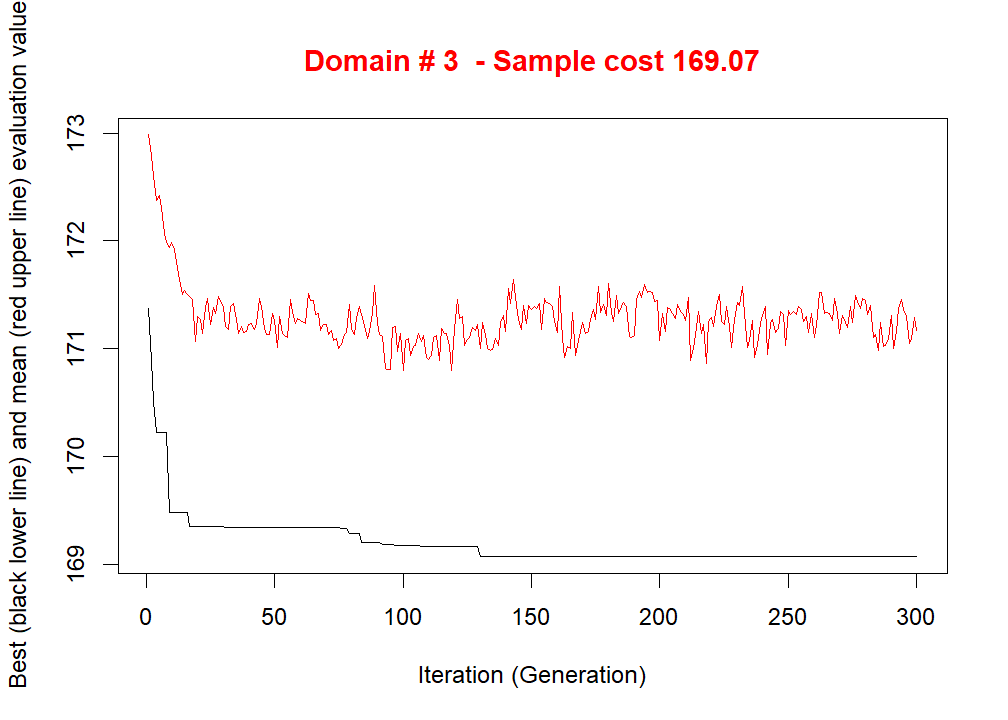 Domain # 3  - Sample cost 169.07
Best (black lower line) and mean (red upper line) evaluation value
173
172
171
170
169
0 50 100 150 200 250 300
Iteration (Generation)